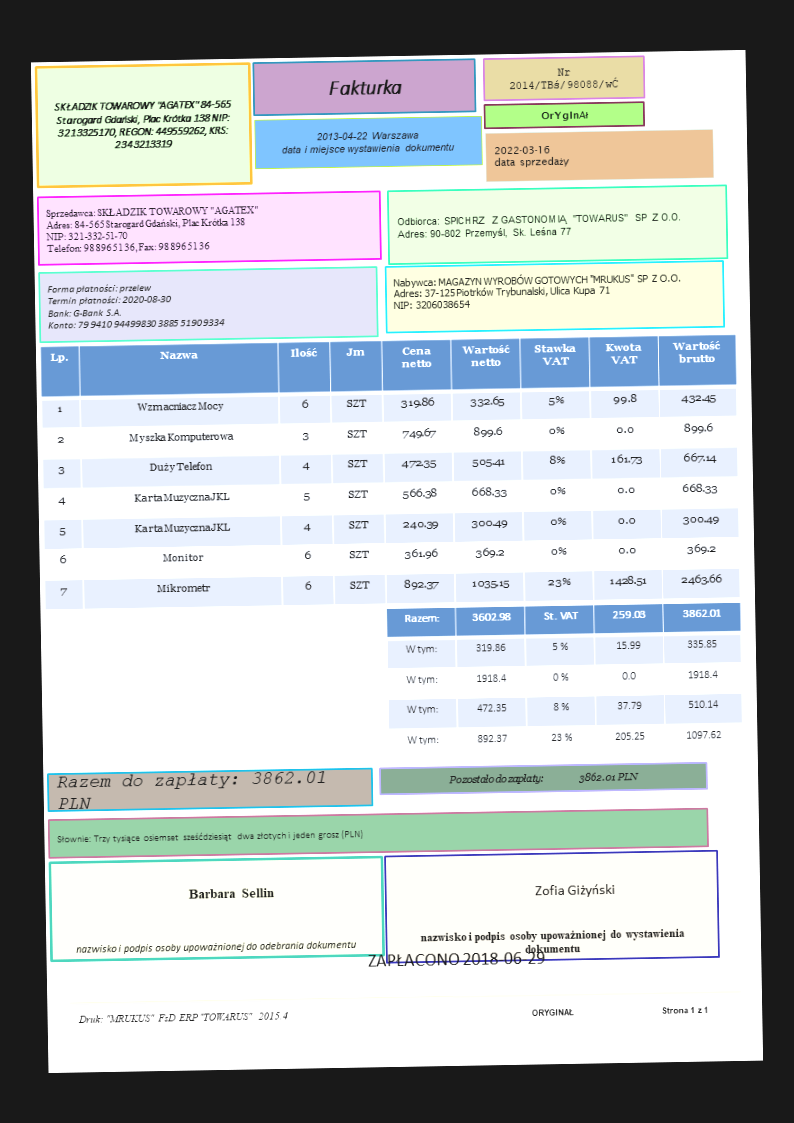 SKŁADZIK TOWAROWY "AGATEX" 84-565
Starogard Gdański, Plac Krótka 138 NIP:
3213325170, REGON: 449559262, KRS:
2343213319
Fakturka
2013-04-22 Warszawa
data i miejsce wystawienia dokumentu
Nr
2014/TBá/98088/wĆ
OrYgInAł
2022-03-16
data sprzedaży
Sprzedawca: SKŁADZIK TOWAROWY "AGATEX"
Adres: 84-565 Starogard Gdański, Plac Krótka 138
NIP: 321-332-51-70
Telefon: 988965136, Fax: 988965136
Odbiorca: SPICHRZ Z GASTONOMIĄ "TOWARUS" SP Z O.O.
Adres: 90-802 Przemyśl, Sk. Leśna 77
Forma płatności: przelew
Termin płatności: 2020-08-30
Bank: G-Bank S.A.
Konto: 79 9410 94499830 3885 51909334
Nabywca: MAGAZYN WYROBÓW GOTOWYCH "MRUKUS" SP Z O.O.
Adres: 37-125 Piotrków Trybunalski, Ulica Kupa 71
NIP: 3206038654
Lp. Nazwa Ilość Jm Cena netto Wartość netto Stawka VAT Kwota VAT Wartość brutto
1 Wzmacniacz Mocy 6 SZT 319.86 332.65 5% 99.8 432.45
2 Myszka Komputerowa 3 SZT 749.67 899.6 0% 0.0 899.6
3 Duży Telefon 4 SZT 472.35 505.41 8% 161.73 667.14
4 Karta Muzyczna JKL 5 SZT 566.38 668.33 0% 0.0 668.33
5 Karta Muzyczna JKL 4 SZT 240.39 300.49 0% 0.0 300.49
6 Monitor 6 SZT 361.96 369.2 0% 0.0 369.2
7 Mikrometr 6 SZT 892.37 1035.15 23% 1428.51 2463.66
Razem: 3602.98 St. VAT 259.03 3862.01
W tym: 319.86 5 % 15.99 335.85
W tym: 1918.4 0 % 0.0 1918.4
W tym: 472.35 8 % 37.79 510.14
W tym: 892.37 23 % 205.25 1097.62
Razem do zapłaty: 3862.01
PLN
Pozostało do zapłaty: 3862.01 PLN
Słownie: Trzy tysiące osiemset sześćdziesiąt dwa złotych i jeden grosz (PLN)
Barbara Sellin
nazwisko i podpis osoby upoważnionej do odebrania dokumentu
Zofia Giżyński
nazwisko i podpis osoby upoważnionej do wystawienia
dokumentu
ZAPŁACONO 2018-06-29
Druk: "MRUKUS" FzD ERP "TOWARUS" 2015.4
ORYGINAŁ
Strona 1 z 1